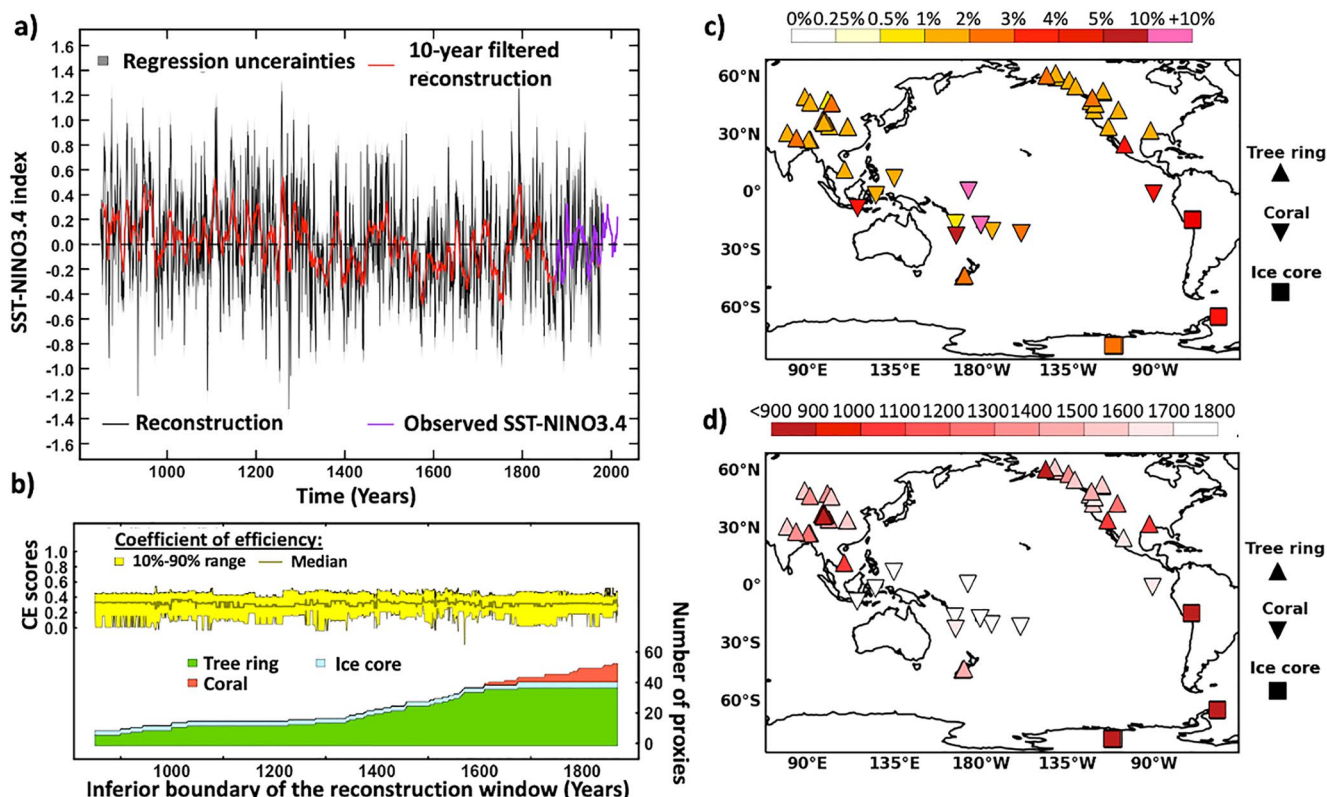 a)
1.6
1.4
1.2
1.0
0.8
0.6
0.4
0.2
0.0
-0.2
-0.4
-0.6
-0.8
-1.0
-1.2
-1.4
-1.6
SST-NINO3.4 index
Regression uncerainties
10-year filtered
reconstruction
Reconstruction
Observed SST-NINO3.4
1000 1200 1400 1600 1800 2000
Time (Years)
b)
Coefficient of efficiency:
10%-90% range
Median
1.0
0.8
0.6
0.4
0.2
0.0
CE scores
Tree ring
Ice core
Coral
60
40
20
0
Number of proxies
1000 1200 1400 1600 1800
Inferior boundary of the reconstruction window (Years)
c)
0% 0.25% 0.5% 1% 2% 3% 4% 5% 10% +10%
60°N
30°N
0°
30°S
60°S
90°E 135°E 180°W 135°W 90°W
Tree ring
Coral
Ice core
d)
<900 900 1000 1100 1200 1300 1400 1500 1600 1700 1800
60°N
30°N
0°
30°S
60°S
90°E 135°E 180°W 135°W 90°W
Tree ring
Coral
Ice core